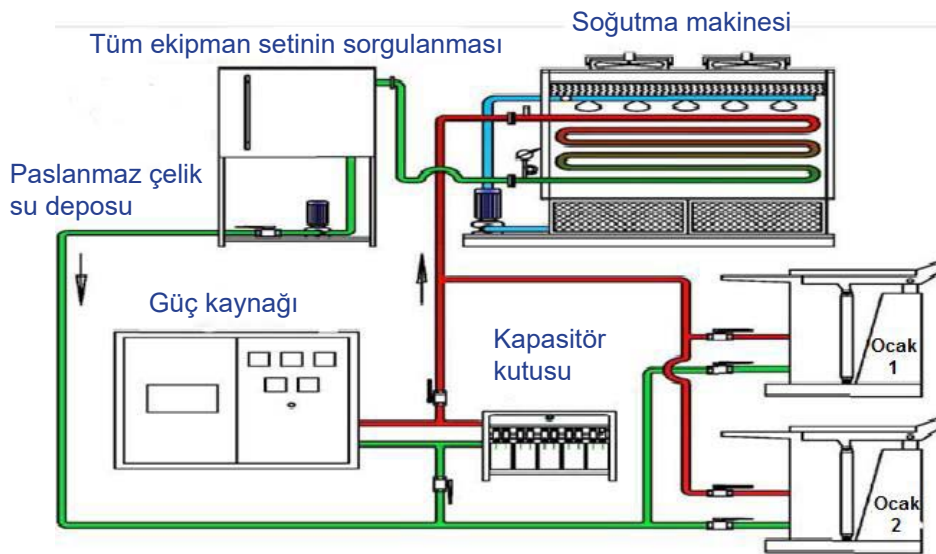 Soğutma makinesi
Tüm ekipman setinin sorgulanması
Paslanmaz çelik
su deposu
Güç kaynağı
Kapasitör
kutusu
Ocak
1
Ocak
2